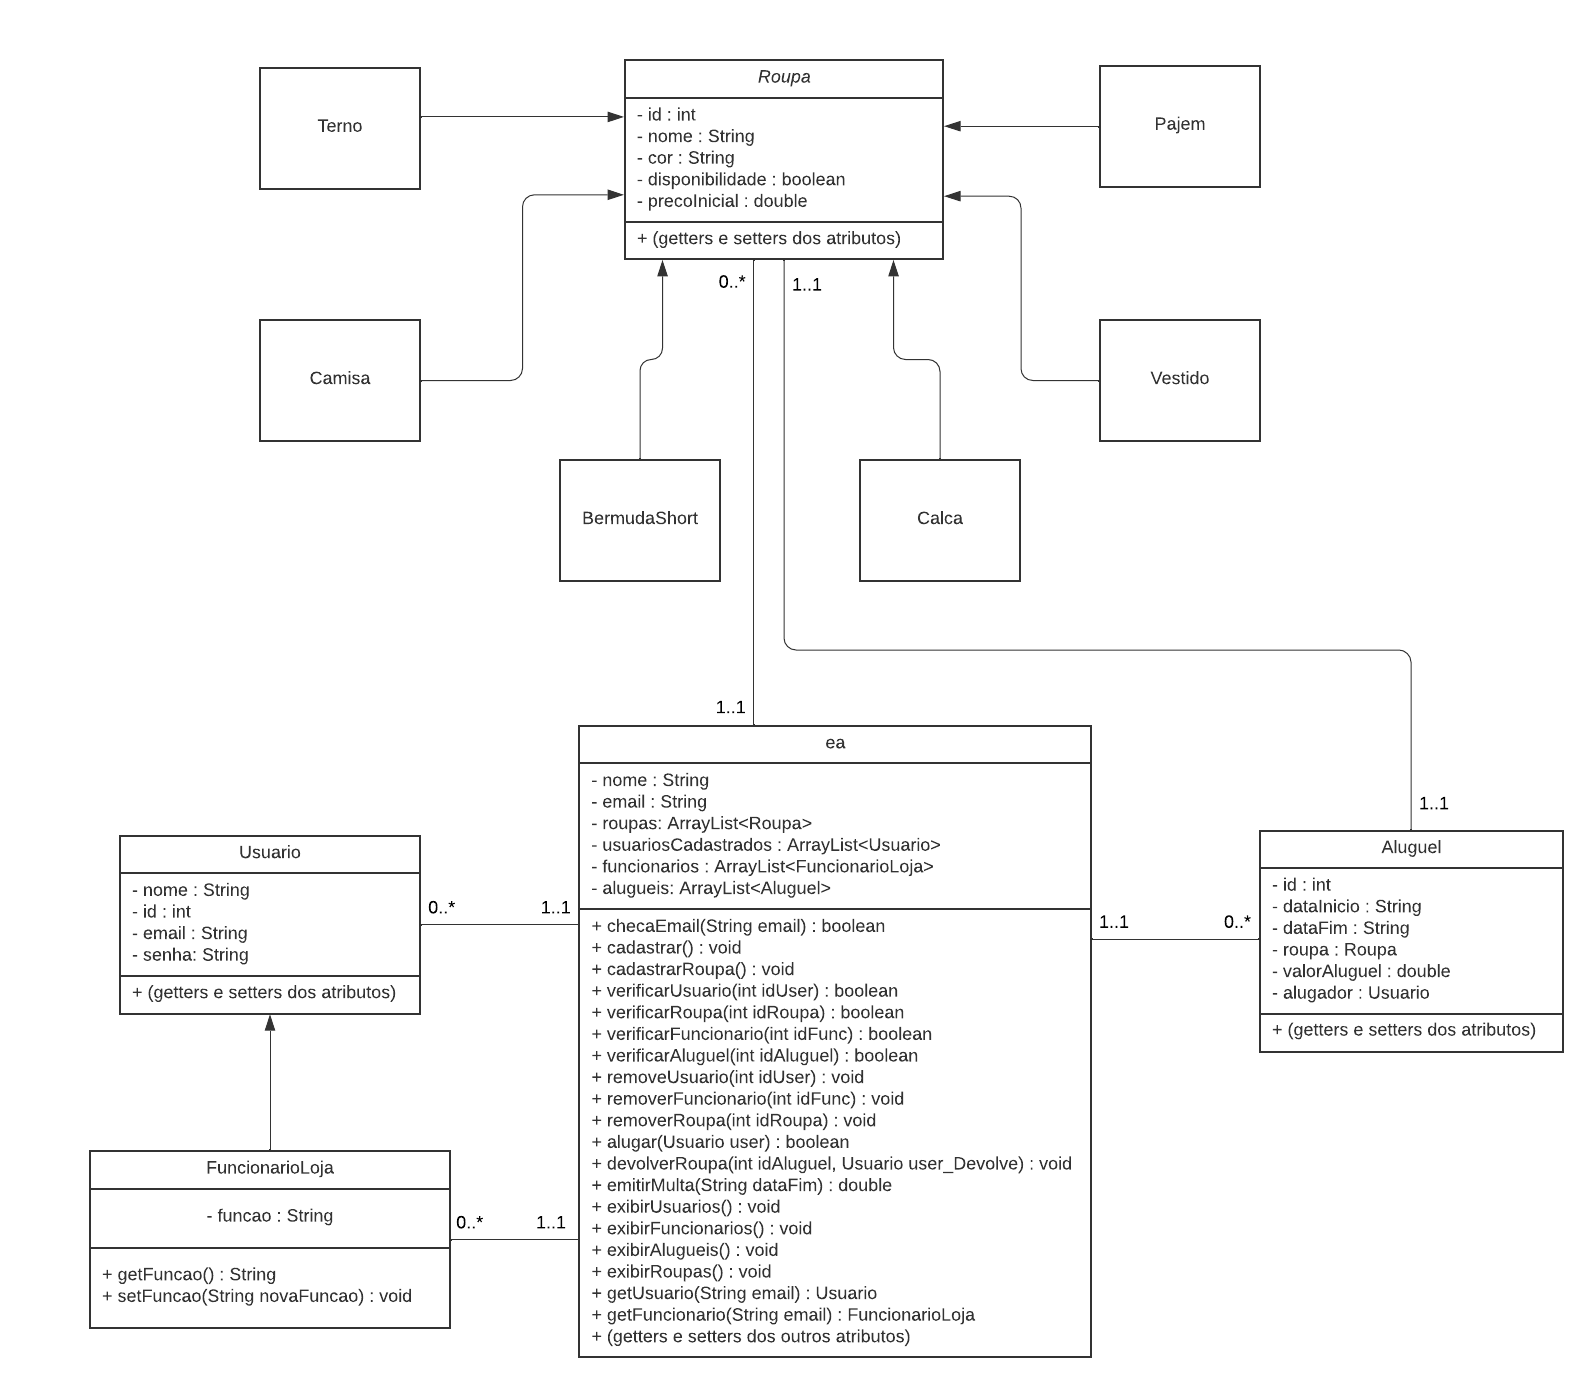 Terno
Roupa
- id : int
- nome : String
- cor : String
- disponibilidade : boolean
- precoInicial : double
+ (getters e setters dos atributos)
Pajem
0..*
1..1
Camisa
Vestido
BermudaShort
Calca
1..1
ea
- nome : String
- email : String
- roupas: ArrayList<Roupa>
- usuariosCadastrados : ArrayList<Usuario>
- funcionarios : ArrayList<FuncionarioLoja>
- alugueis: ArrayList<Aluguel>
+ checaEmail(String email) : boolean
+ cadastrar() : void
+ cadastrarRoupa() : void
+ verificarUsuario(int idUser) : boolean
+ verificarRoupa(int idRoupa) : boolean
+ verificarFuncionario(int idFunc) : boolean
+ verificarAluguel(int idAluguel) : boolean
+ removeUsuario(int idUser) : void
+ removerFuncionario(int idFunc) : void
+ removerRoupa(int idRoupa) : void
+ alugar(Usuario user) : boolean
+ devolverRoupa(int idAluguel, Usuario user_Devolve) : void
+ emitirMulta(String dataFim) : double
+ exibirUsuarios() : void
+ exibirFuncionarios() : void
+ exibirAlugueis() : void
+ exibirRoupas() : void
+ getUsuario(String email) : Usuario
+ getFuncionario(String email) : FuncionarioLoja
+ (getters e setters dos outros atributos)
1..1
Usuario
- nome : String
- id : int
- email : String
- senha: String
+ (getters e setters dos atributos)
0..*
1..1
1..1
0..*
Aluguel
- id : int
- dataInicio : String
- dataFim : String
- roupa : Roupa
- valorAluguel : double
- alugador : Usuario
+ (getters e setters dos atributos)
FuncionarioLoja
- funcao : String
+ getFuncao() : String
+ setFuncao(String novaFuncao) : void
0..*
1..1